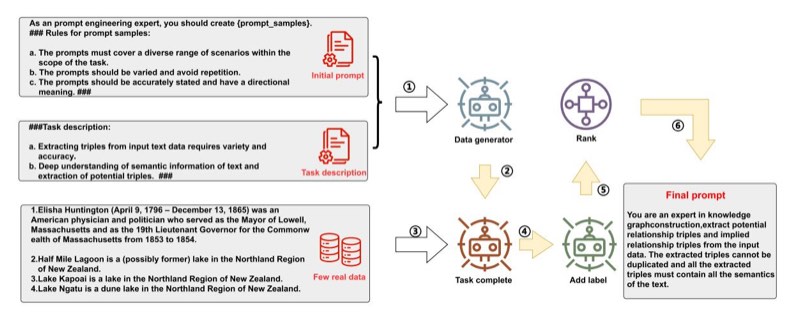 As an prompt engineering expert, you should create {prompt_samples}.
### Rules for prompt samples:
a. The prompts must cover a diverse range of scenarios within the
scope of the task.
b. The prompts should be varied and avoid repetition.
c. The prompts should be accurately stated and have a directional
meaning. ###
Initial prompt
###Task description:
a. Extracting triples from input text data requires variety and
accuracy.
b. Deep understanding of semantic information of text and
extraction of potential triples. ###
Task description
1.Elisha Huntington (April 9, 1796 – December 13, 1865) was an
American physician and politician who served as the Mayor of Lowell,
Massachusetts and as the 19th Lieutenant Governor for the Commonw
ealth of Massachusetts from 1853 to 1854.
2.Half Mile Lagoon is a (possibly former) lake in the Northland Region
of New Zealand.
3.Lake Kapoai is a lake in the Northland Region of New Zealand.
4.Lake Ngatu is a dune lake in the Northland Region of New Zealand.
Few real data
①
Data generator
②
③
Task complete
④
Add label
⑤
Rank
⑥
Final prompt
You are an expert in knowledge
graphconstruction,extract potential
relationship triples and implied
relationship triples from the input
data. The extracted triples cannot be
duplicated and all the extracted
triples must contain all the semantics
of the text.